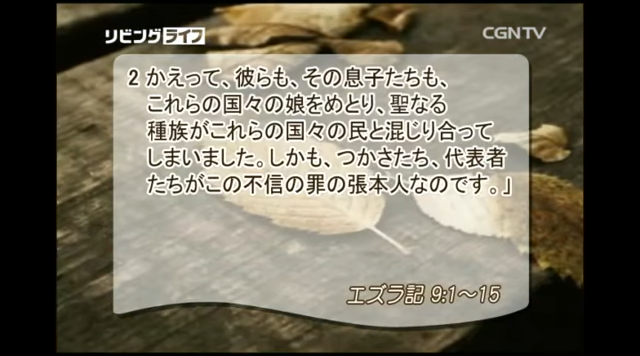 リビングライフ
CGNTV
2 かえって、彼らも、その息子たちも、
これらの国々の娘をめとり、聖なる
種族がこれらの国々の民と混じり合って
しまいました。しかも、つかさたち、代表者
たちがこの不信の罪の張本人なのです。」
エズラ記 9:1～15